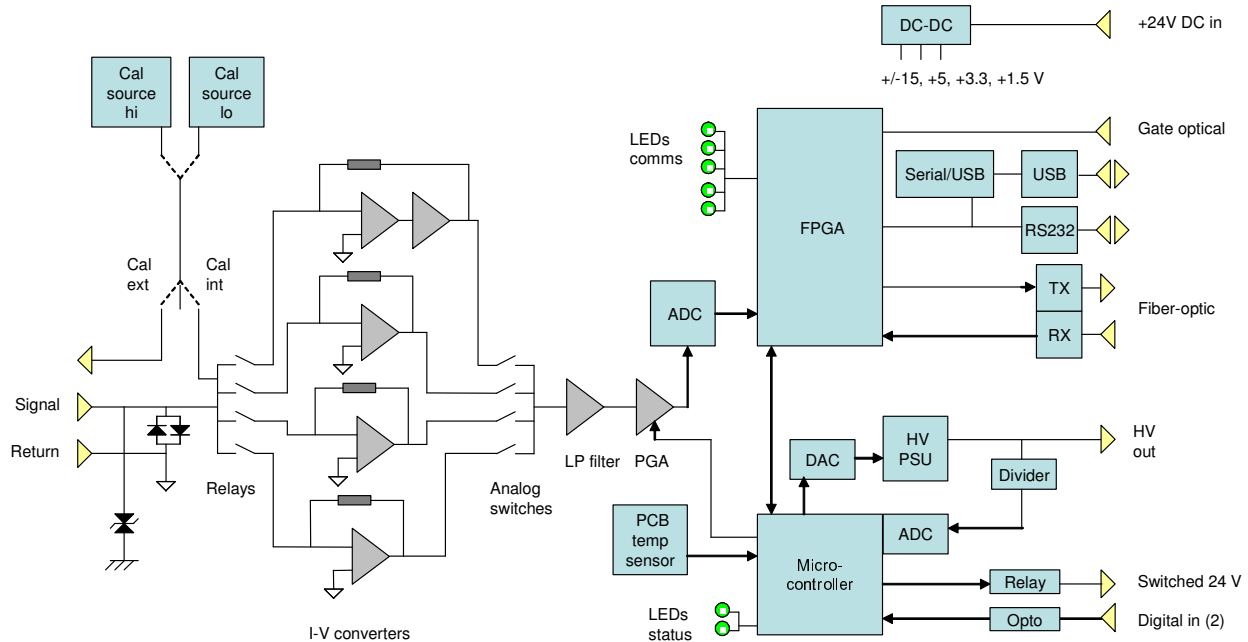 DC-DC
+24V DC in
+/-15, +5, +3.3, +1.5 V
Cal
source
hi
Cal
source
lo
LEDs
comms
FPGA
Gate optical
Serial/USB
USB
RS232
TX
RX
Fiber-optic
Cal
ext
Cal
int
ADC
Signal
Return
Relays
Analog
switches
LP filter
PGA
I-V converters
DAC
HV
PSU
HV
out
Divider
PCB
temp
sensor
Micro-
controller
ADC
Relay
Switched 24 V
LEDs
status
Opto
Digital in (2)